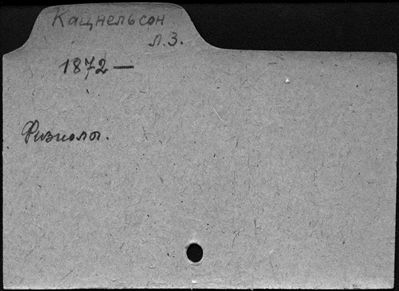 Кацнельсон
Л.З.
1872 —
Физиолог.